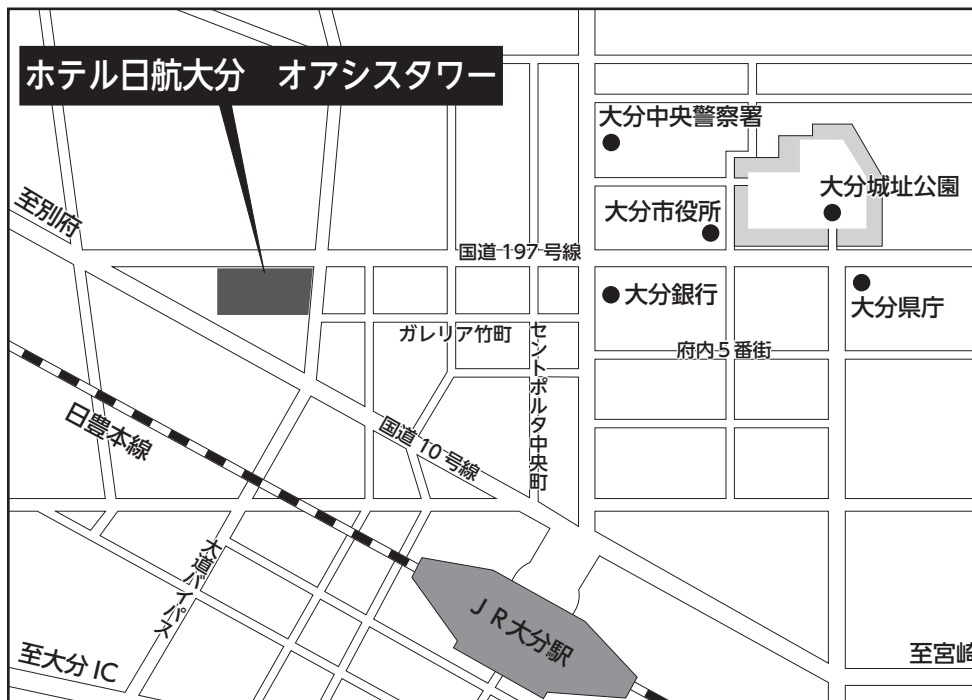 ホテル日航大分　オアシスタワー
大分中央警察署
大分城址公園
至別府
大分市役所
国道197号線
大分銀行
大分県庁
ガレリア竹町
セントポルタ中央町
府内5番街
日豊本線
国道10号線
大道バイパス
JR大分駅
至大分IC
至宮崎